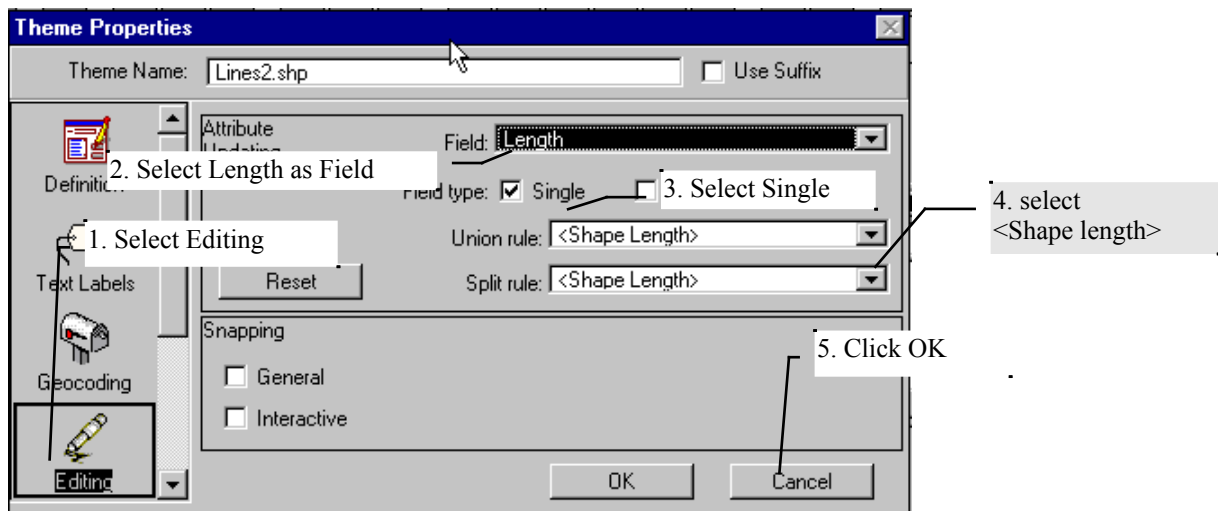 Theme Properties
Theme Name: Lines2.shp Use Suffix
Attribute
Updating
Field: Length
2. Select Length as Field
Definition
Field type: Single
3. Select Single
4. select
<Shape length>
1. Select Editing
Union rule: <Shape Length>
Text Labels
Reset
Split rule: <Shape Length>
Snapping
5. Click OK
General
Geocoding
Interactive
Editing
OK
Cancel